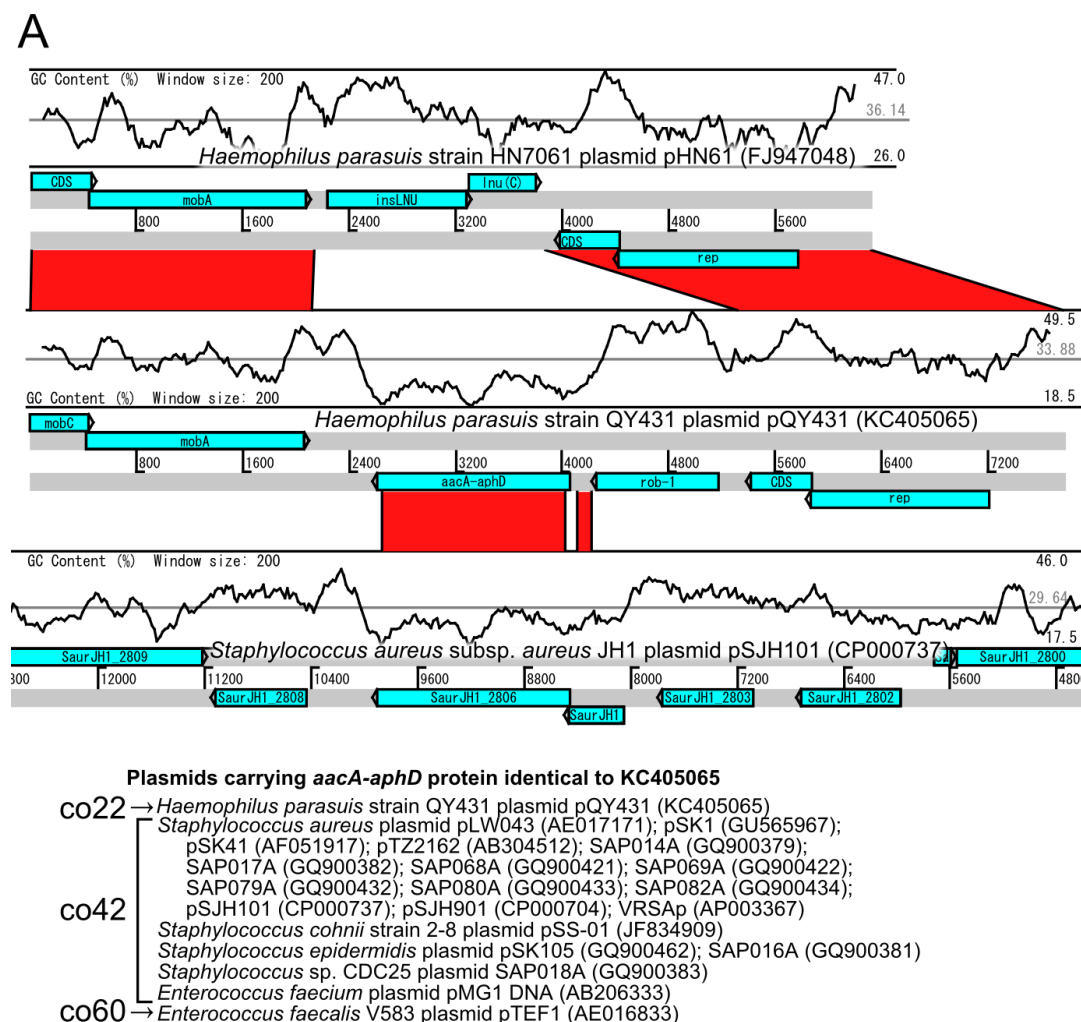 A
GC Content (%) Window size: 200
47.0
36.14
26.0
Haemophilus parasuis strain HN7061 plasmid pHN61 (FJ947048)
CDS
lnu(C)
mobA
insLNU
800 1600 2400 3200 4000 4800 5600
CDS
rep
49.5
33.88
18.5
GC Content (%) Window size: 200
Haemophilus parasuis strain QY431 plasmid pQY431 (KC405065)
mobC
mobA
800 1600 2400 3200 4000 4800 5600 6400 7200
aacA-aphD rob-1 CDS
rep
GC Content (%) Window size: 200
46.0
29.64
17.5
Staphylococcus aureus subsp. aureus JH1 plasmid pSJH101 (CP000737)
SaurJH1_2809 SaurJH1_2800
300 12000 11200 10400 9600 8800 8000 7200 6400 5600 4800
SaurJH1_2808 SaurJH1_2806 SaurJH1_2803 SaurJH1_2802
SaurJH1
Plasmids carrying aacA-aphD protein identical to KC405065
co22→Haemophilus parasuis strain QY431 plasmid pQY431 (KC405065)
Staphylococcus aureus plasmid pLW043 (AE017171); pSK1 (GU565967);
pSK41 (AF051917); pTZ2162 (AB304512); SAP014A (GQ900379);
SAP017A (GQ900382); SAP068A (GQ900421); SAP069A (GQ900422);
SAP079A (GQ900432); SAP080A (GQ900433); SAP082A (GQ900434);
co42
pSJH101 (CP000737); pSJH901 (CP000704); VRSAp (AP003367)
Staphylococcus cohnii strain 2-8 plasmid pSS-01 (JF834909)
Staphylococcus epidermidis plasmid pSK105 (GQ900462); SAP016A (GQ900381)
Staphylococcus sp. CDC25 plasmid SAP018A (GQ900383)
Enterococcus faecium plasmid pMG1 DNA (AB206333)
co60→Enterococcus faecalis V583 plasmid pTEF1 (AE016833)